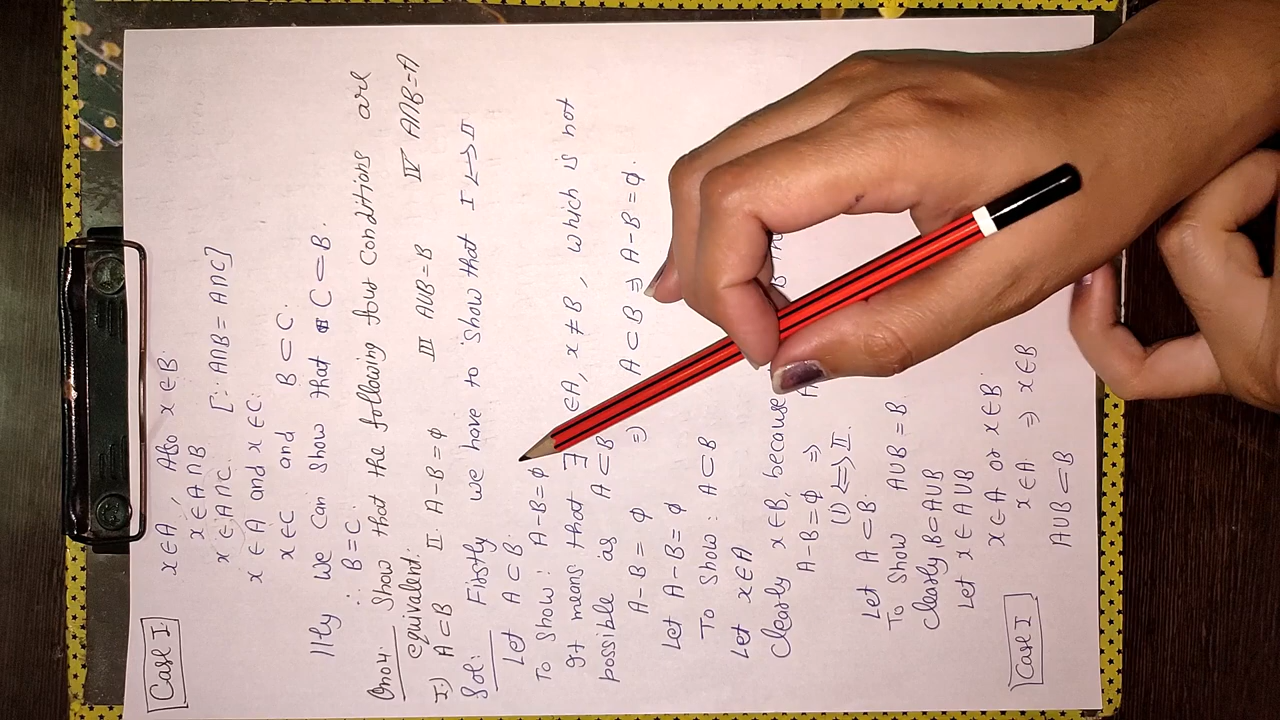 Case I
x∈A, Also x∈B.
x∈A∩B
x∈A∩C. [∵ A∩B = A∩C]
x∈A and x∈C.
x∈C and B⊂C.
111ly we can show that C⊂B.
∴ B=C.
Qno4. Show that the following four conditions are
equivalent:
I.) A⊂B II. A-B=ϕ III A∪B=B IV A∩B=A
Sol: Firstly we have to show that I⟷II
Let A⊂B.
To show: A-B=ϕ
It means that ∃ ∈A, x≠B, which is not
possible as A⊂B
A-B=ϕ ⇒ A⊂B ⇒ A-B=ϕ.
Let A-B=ϕ
To show: A⊂B
Let x∈A
Clearly x∈B, because
A-B=ϕ ⇒
(i)⟺II.
Let A⊂B.
To show A∪B=B.
Clearly, B⊂A∪B
Let x∈A∪B
x∈A or x∈B.
Case I x∈A ⇒ x∈B
A∪B⊂B